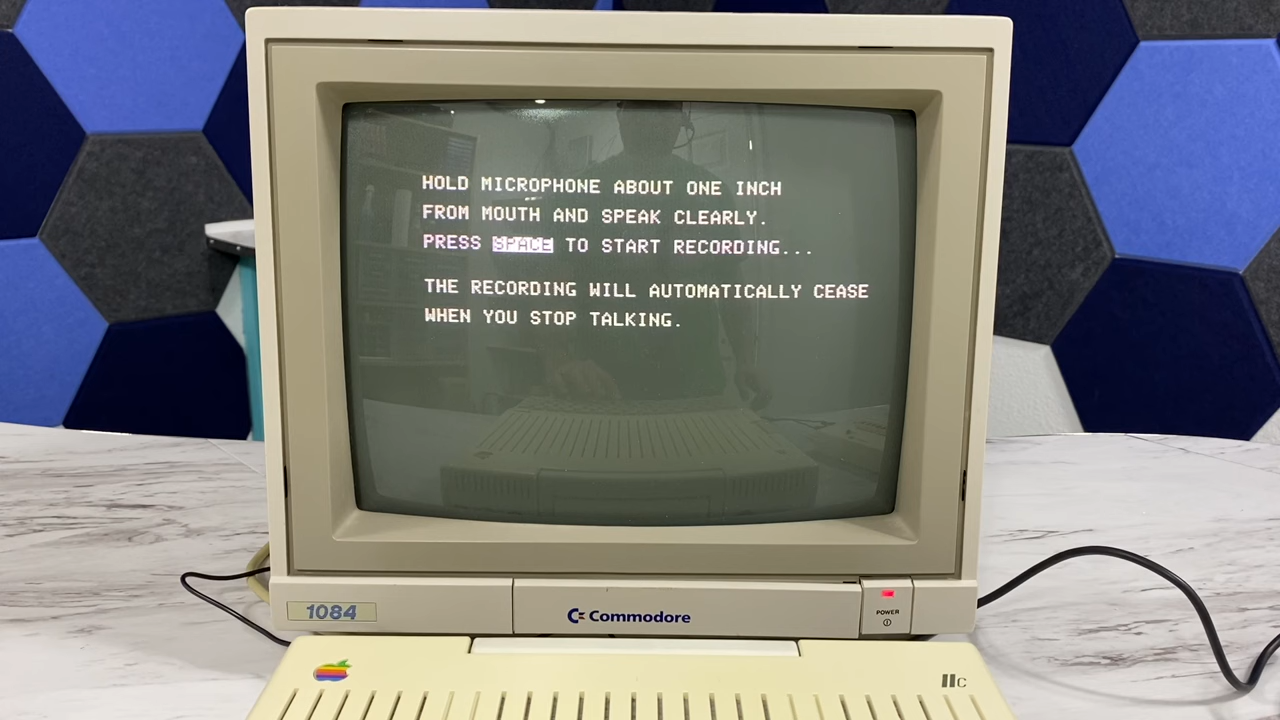 HOLD MICROPHONE ABOUT ONE INCH
FROM MOUTH AND SPEAK CLEARLY.
PRESS SPACE TO START RECORDING...
THE RECORDING WILL AUTOMATICALLY CEASE
WHEN YOU STOP TALKING.
1084
Commodore
POWER
IIc